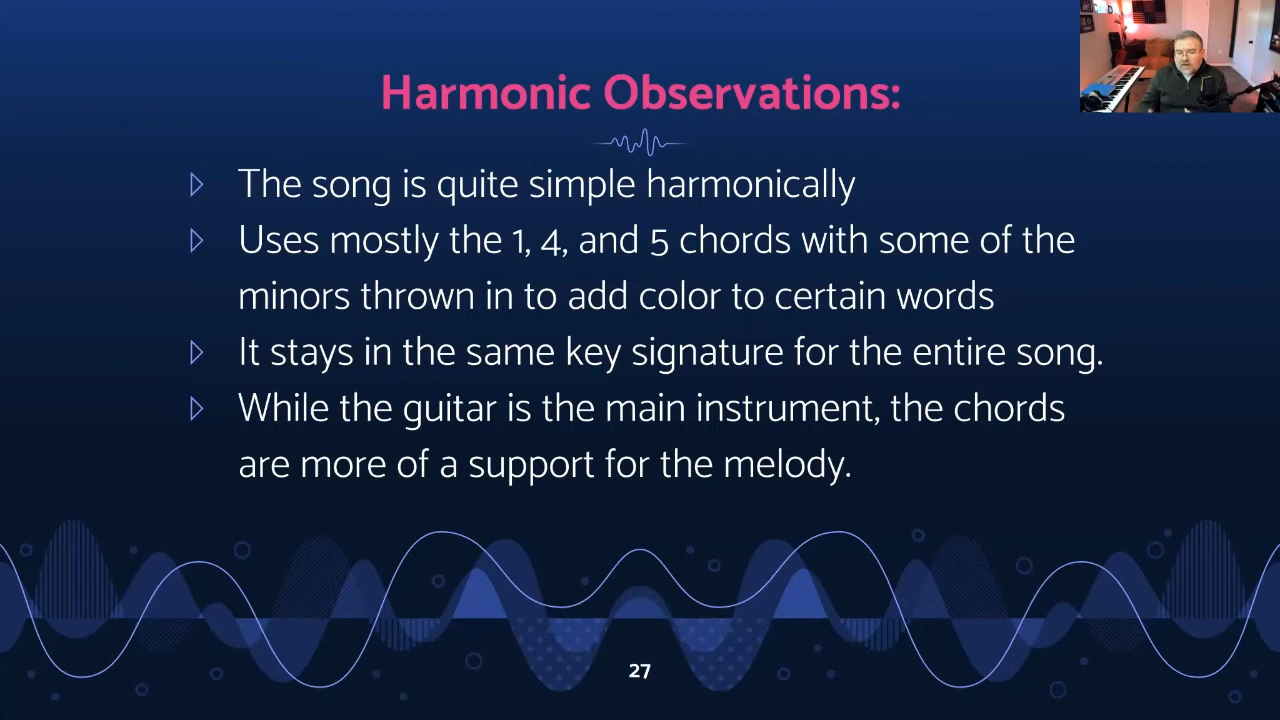 Harmonic Observations:
The song is quite simple harmonically
Uses mostly the 1, 4, and 5 chords with some of the
minors thrown in to add color to certain words
It stays in the same key signature for the entire song.
While the guitar is the main instrument, the chords
are more of a support for the melody.
27